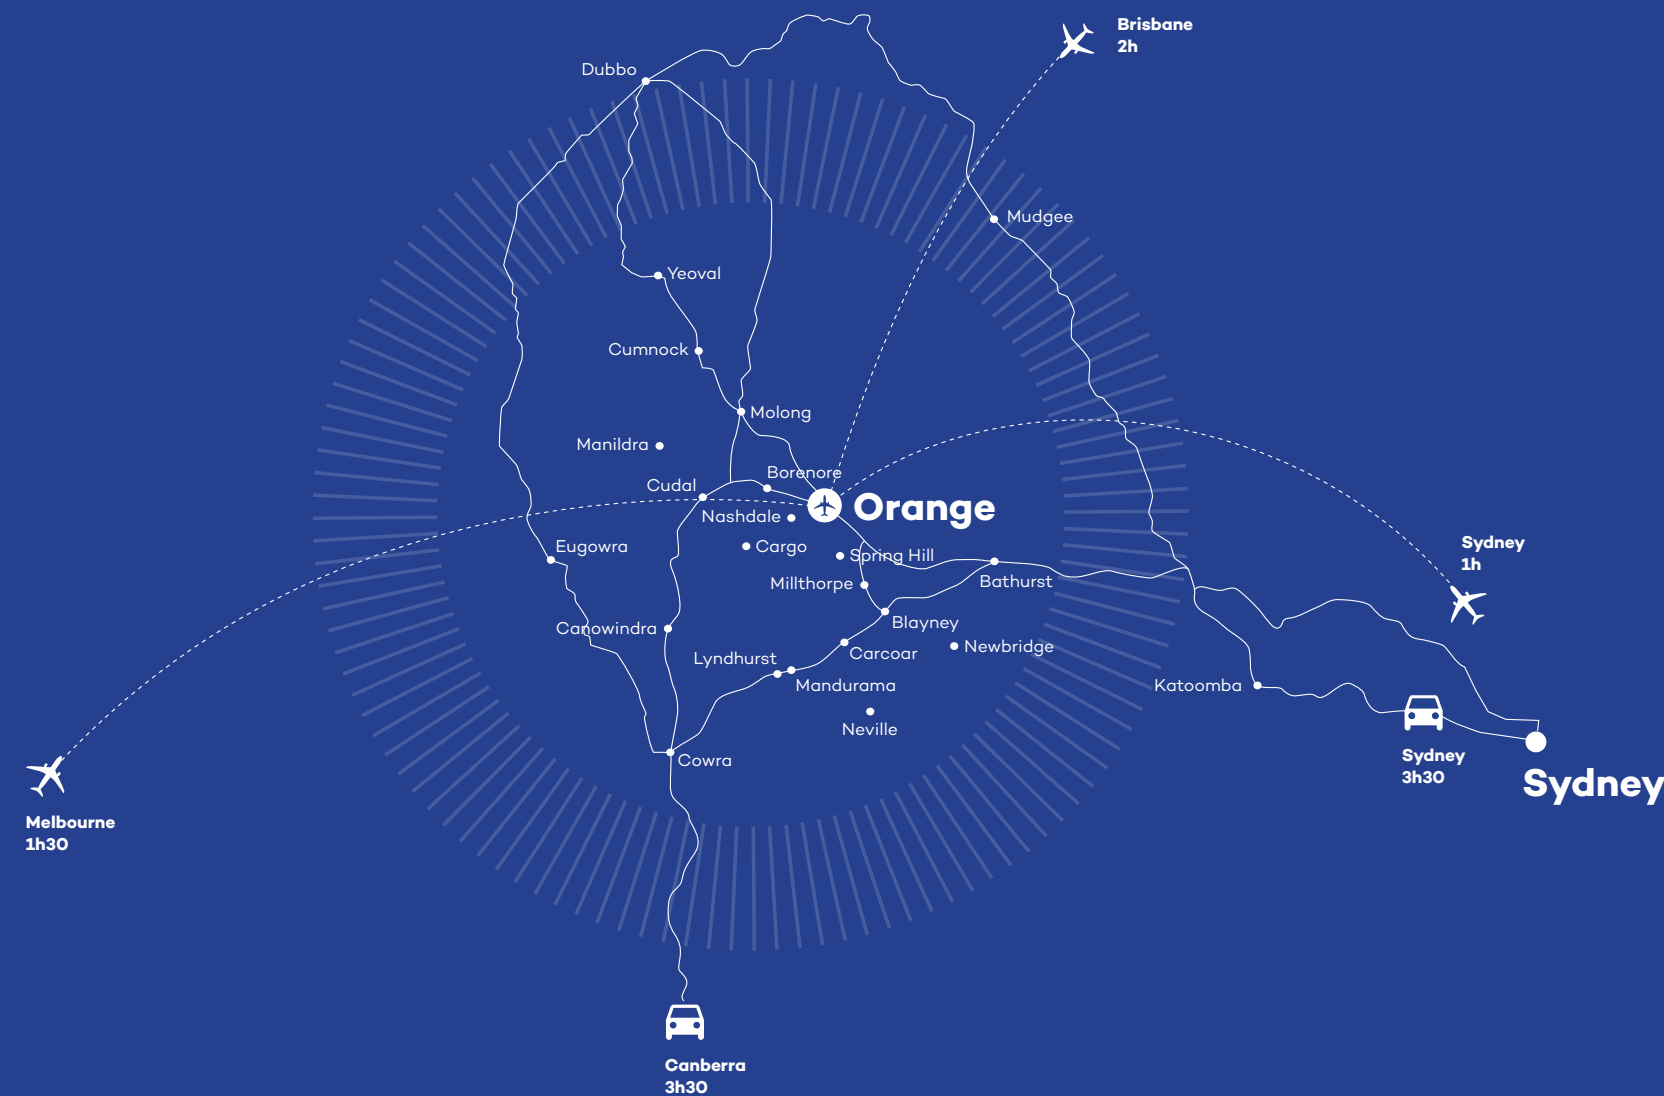 Brisbane
2h
Dubbo
Mudgee
Yeoval
Cumnock
Molong
Manildra
Borenore
Cudal
Orange
Nashdale
Cargo
Eugowra
Spring Hill
Sydney
1h
Millthorpe
Bathurst
Canowindra
Blayney
Newbridge
Carcoar
Lyndhurst
Mandurama
Katoomba
Neville
Cowra
Sydney
3h30
Sydney
Melbourne
1h30
Canberra
3h30